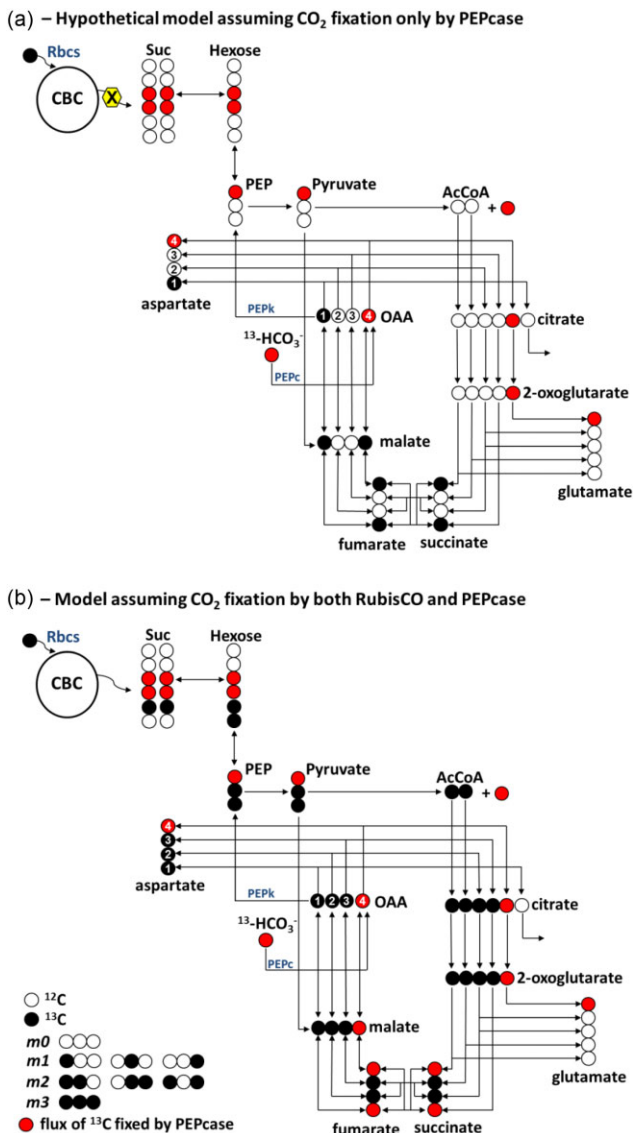 (a) – Hypothetical model assuming CO₂ fixation only by PEPcase
Rbcs
Suc
Hexose
CBC
X
PEP
Pyruvate
AcCoA
+
4
3
2
1
aspartate
PEPk
1 2 3 4 OAA
citrate
¹³-HCO₃⁻
PEPc
2-oxoglutarate
malate
glutamate
fumarate succinate
(b) – Model assuming CO₂ fixation by both RubisCO and PEPcase
Rbcs
Suc
Hexose
CBC
PEP
Pyruvate
AcCoA
+
4
3
2
1
aspartate
PEPk
1 2 3 4 OAA
citrate
¹³-HCO₃⁻
PEPc
2-oxoglutarate
malate
glutamate
fumarate succinate
¹²C
¹³C
m0
m1
m2
m3
flux of ¹³C fixed by PEPcase